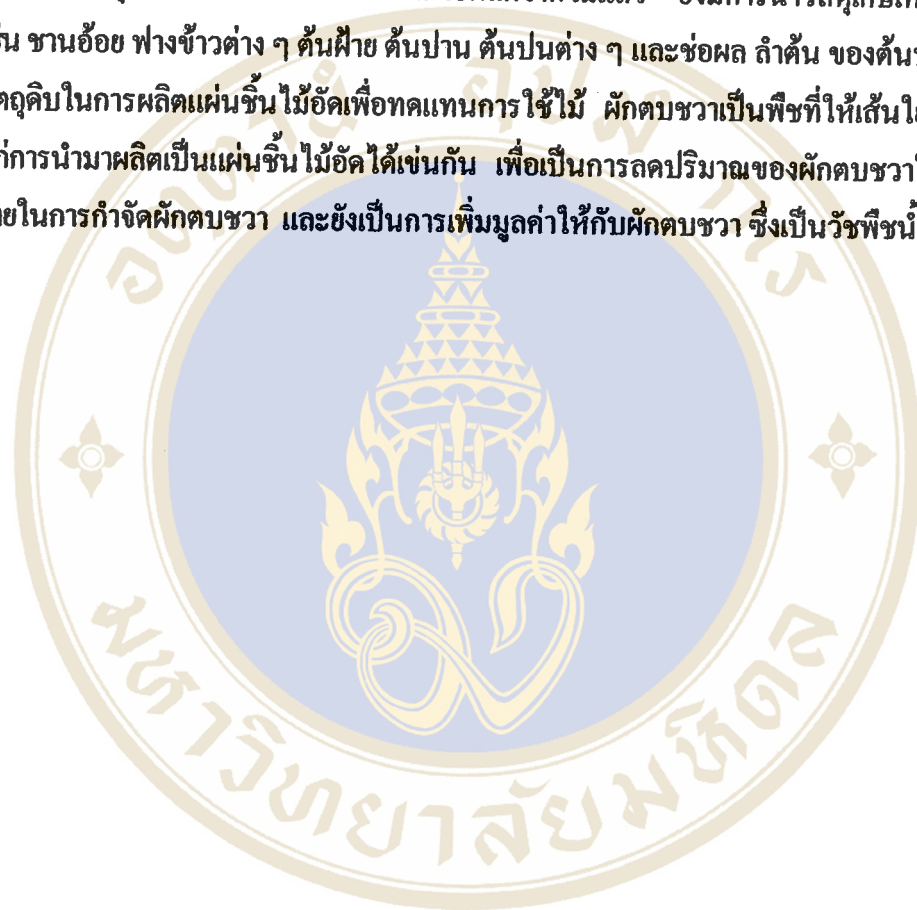 ชานอ้อย ฟางข้าวต่าง ๆ ต้นฝ้าย ต้นปาน ต้นปนต่าง ๆ และช่อผล ลำต้น ของต้น
ในการผลิตแผ่นชิ้นไม้อัดเพื่อทดแทนการใช้ไม้ ผักตบชวาเป็นพืชที่ให้เส้น
การนำมาผลิตเป็นแผ่นชิ้นไม้อัดได้เช่นกัน เพื่อเป็นการลดปริมาณของผักตบชวา
ในการกำจัดผักตบชวา และยังเป็นการเพิ่มมูลค่าให้กับผักตบชวา ซึ่งเป็นวัชพืช
มหาวิทยาลัยมหิดล